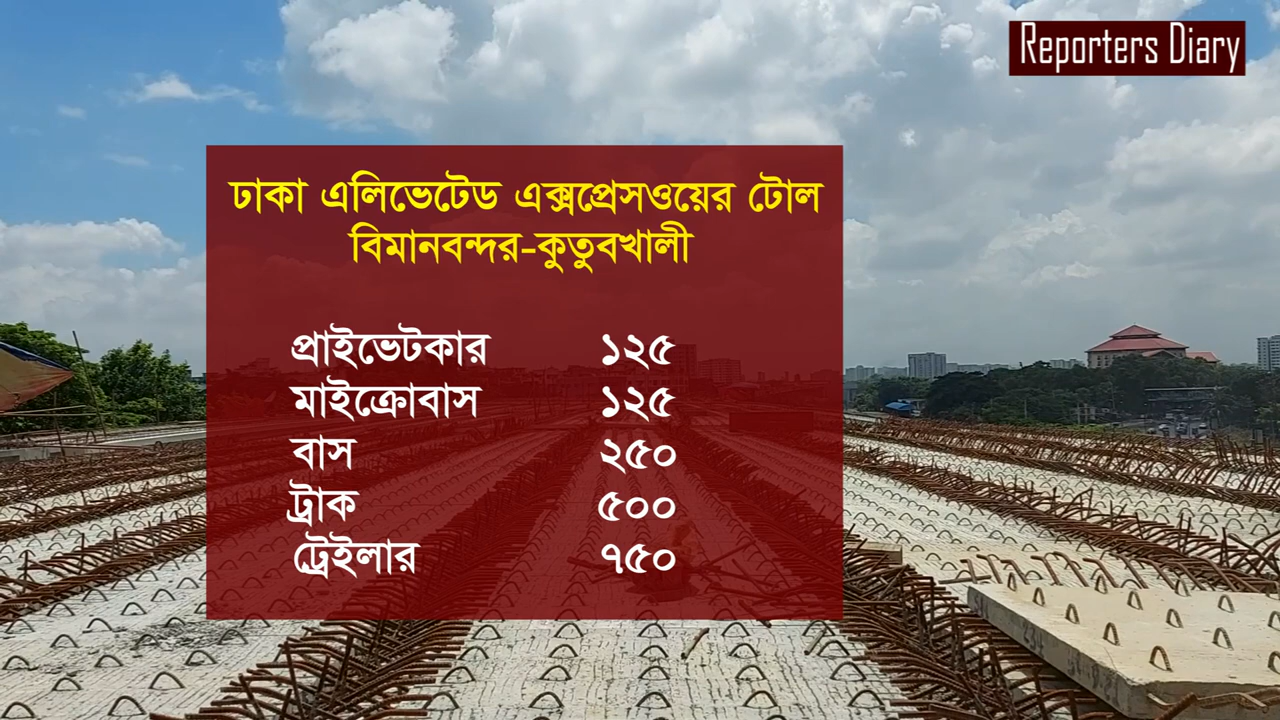 Reporters Diary
ঢাকা এলিভেটেড এক্সপ্রেসওয়ের টোল
বিমানবন্দর-কুতুবখালী
প্রাইভেটকার ১২৫
মাইক্রোবাস ১২৫
বাস ২৫০
ট্রাক ৫০০
ট্রেইলার ৭৫০